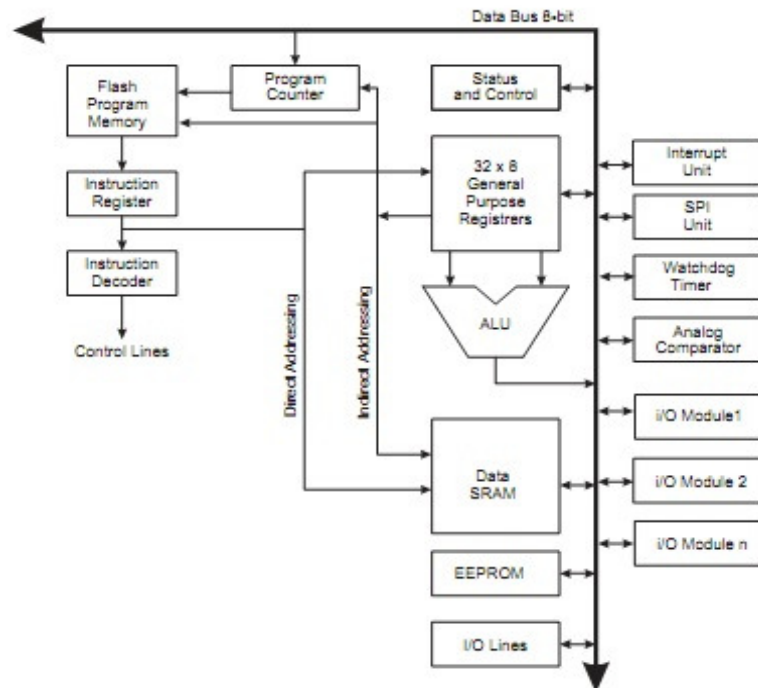 Data Bus 8-bit
Flash
Program
Memory
Program
Counter
Status
and Control
32 x 8
General
Purpose
Registrers
Interrupt
Unit
Instruction
Register
SPI
Unit
Instruction
Decoder
Watchdog
Timer
ALU
Analog
Comparator
Control Lines
Direct Addressing
Indirect Addressing
i/O Module1
Data
SRAM
i/O Module 2
i/O Module n
EEPROM
I/O Lines